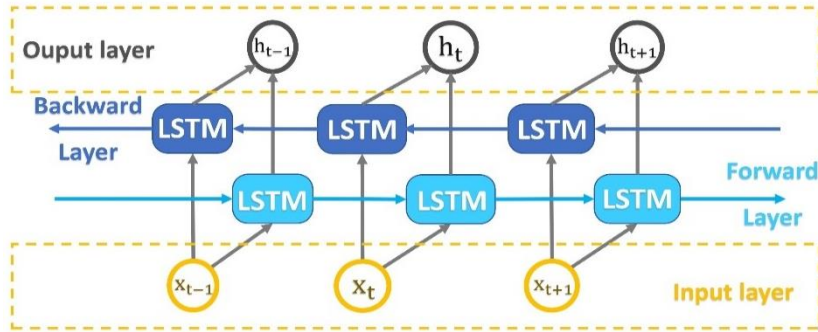 Ouput layer
h_{t-1}
h_t
h_{t+1}
Backward
Layer
LSTM
LSTM
LSTM
LSTM
LSTM
LSTM
Forward
Layer
x_{t-1}
x_t
x_{t+1}
Input layer